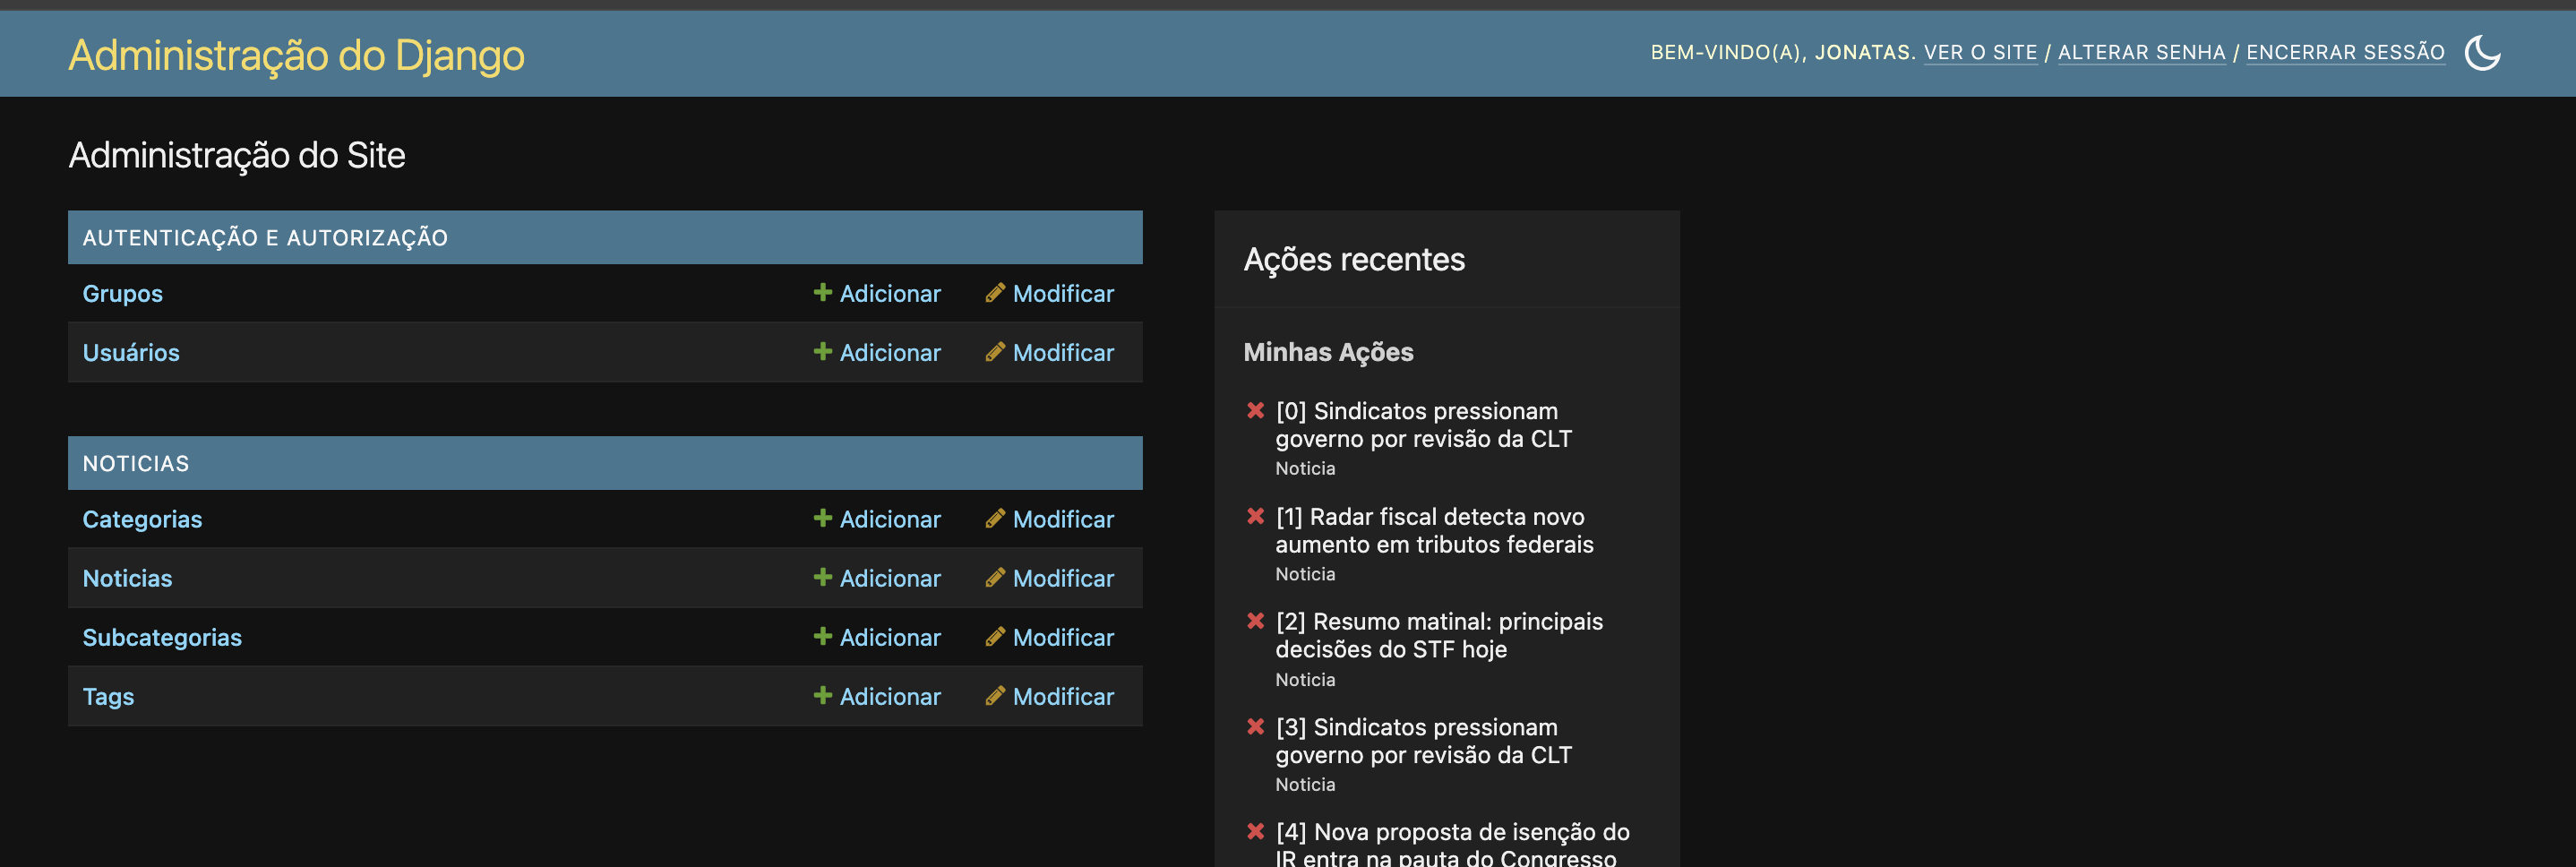 Administração do Django
BEM-VINDO(A), JONATAS. VER O SITE / ALTERAR SENHA / ENCERRAR SESSÃO
Administração do Site
AUTENTICAÇÃO E AUTORIZAÇÃO
Grupos Adicionar Modificar
Usuários Adicionar Modificar
NOTICIAS
Categorias Adicionar Modificar
Noticias Adicionar Modificar
Subcategorias Adicionar Modificar
Tags Adicionar Modificar
Ações recentes
Minhas Ações
[0] Sindicatos pressionam
governo por revisão da CLT
Noticia
[1] Radar fiscal detecta novo
aumento em tributos federais
Noticia
[2] Resumo matinal: principais
decisões do STF hoje
Noticia
[3] Sindicatos pressionam
governo por revisão da CLT
Noticia
[4] Nova proposta de isenção do
IR entra na pauta do Congresso